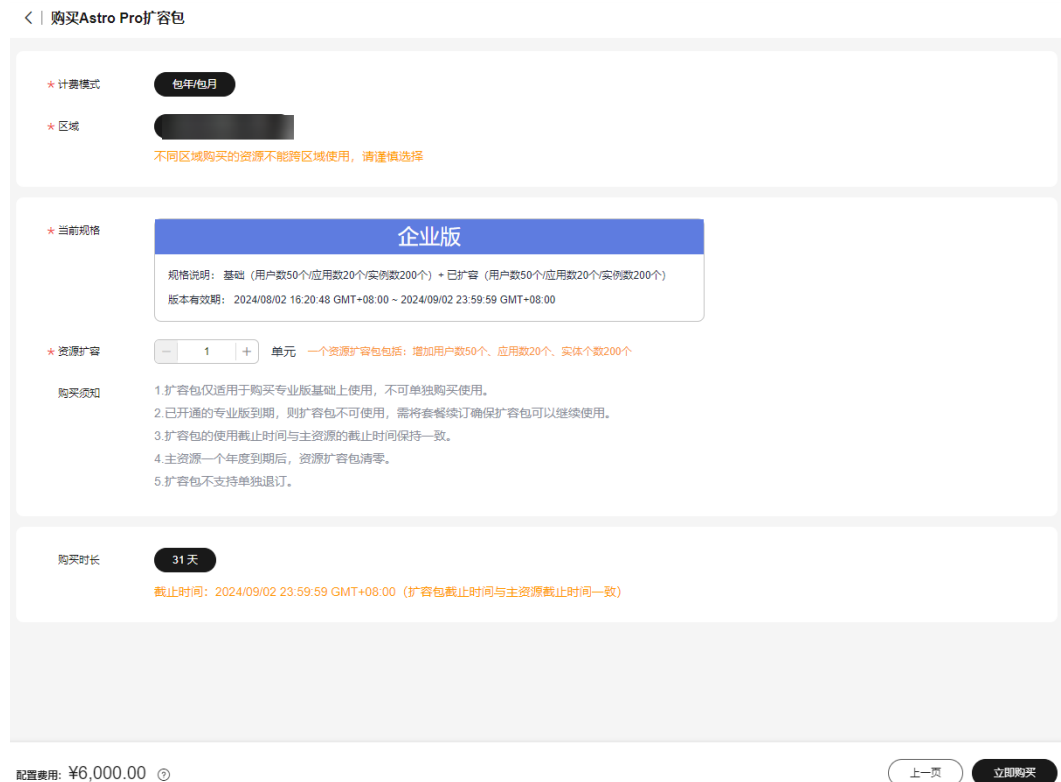 购买Astro Pro扩容包
* 计费模式 包年/包月
* 区域
不同区域购买的资源不能跨区域使用，请谨慎选择
* 当前规格 企业版
规格说明： 基础（用户数50个/应用数20个/实例数200个）+ 已扩容（用户数50个/应用数20个/实例数200个）
版本有效期： 2024/08/02 16:20:48 GMT+08:00 ~ 2024/09/02 23:59:59 GMT+08:00
* 资源扩容 − 1 + 单元 一个资源扩容包包括：增加用户数50个、应用数20个、实体个数200个
购买须知 1.扩容包仅适用于购买专业版基础上使用，不可单独购买使用。
2.已开通的专业版到期，则扩容包不可使用，需将套餐续订确保扩容包可以继续使用。
3.扩容包的使用截止时间与主资源的截止时间保持一致。
4.主资源一个年度到期后，资源扩容包清零。
5.扩容包不支持单独退订。
购买时长 31 天
截止时间：2024/09/02 23:59:59 GMT+08:00（扩容包截止时间与主资源截止时间一致）
配置费用: ¥6,000.00 ? 上一页 立即购买